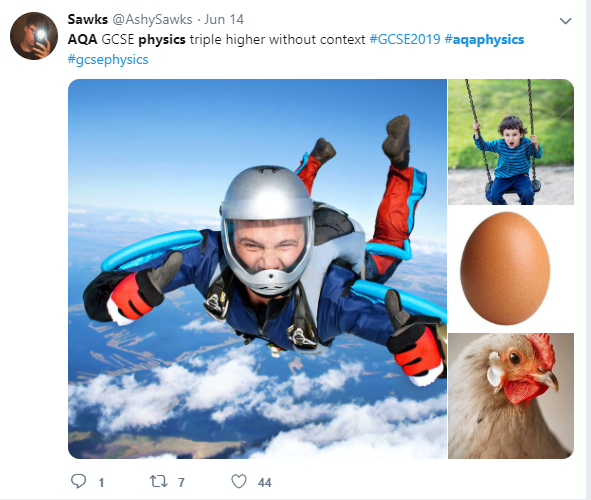 Sawks @AshySawks · Jun 14
AQA GCSE physics triple higher without context #GCSE2019 #aqaphysics
#gcsephysics
1 7 44